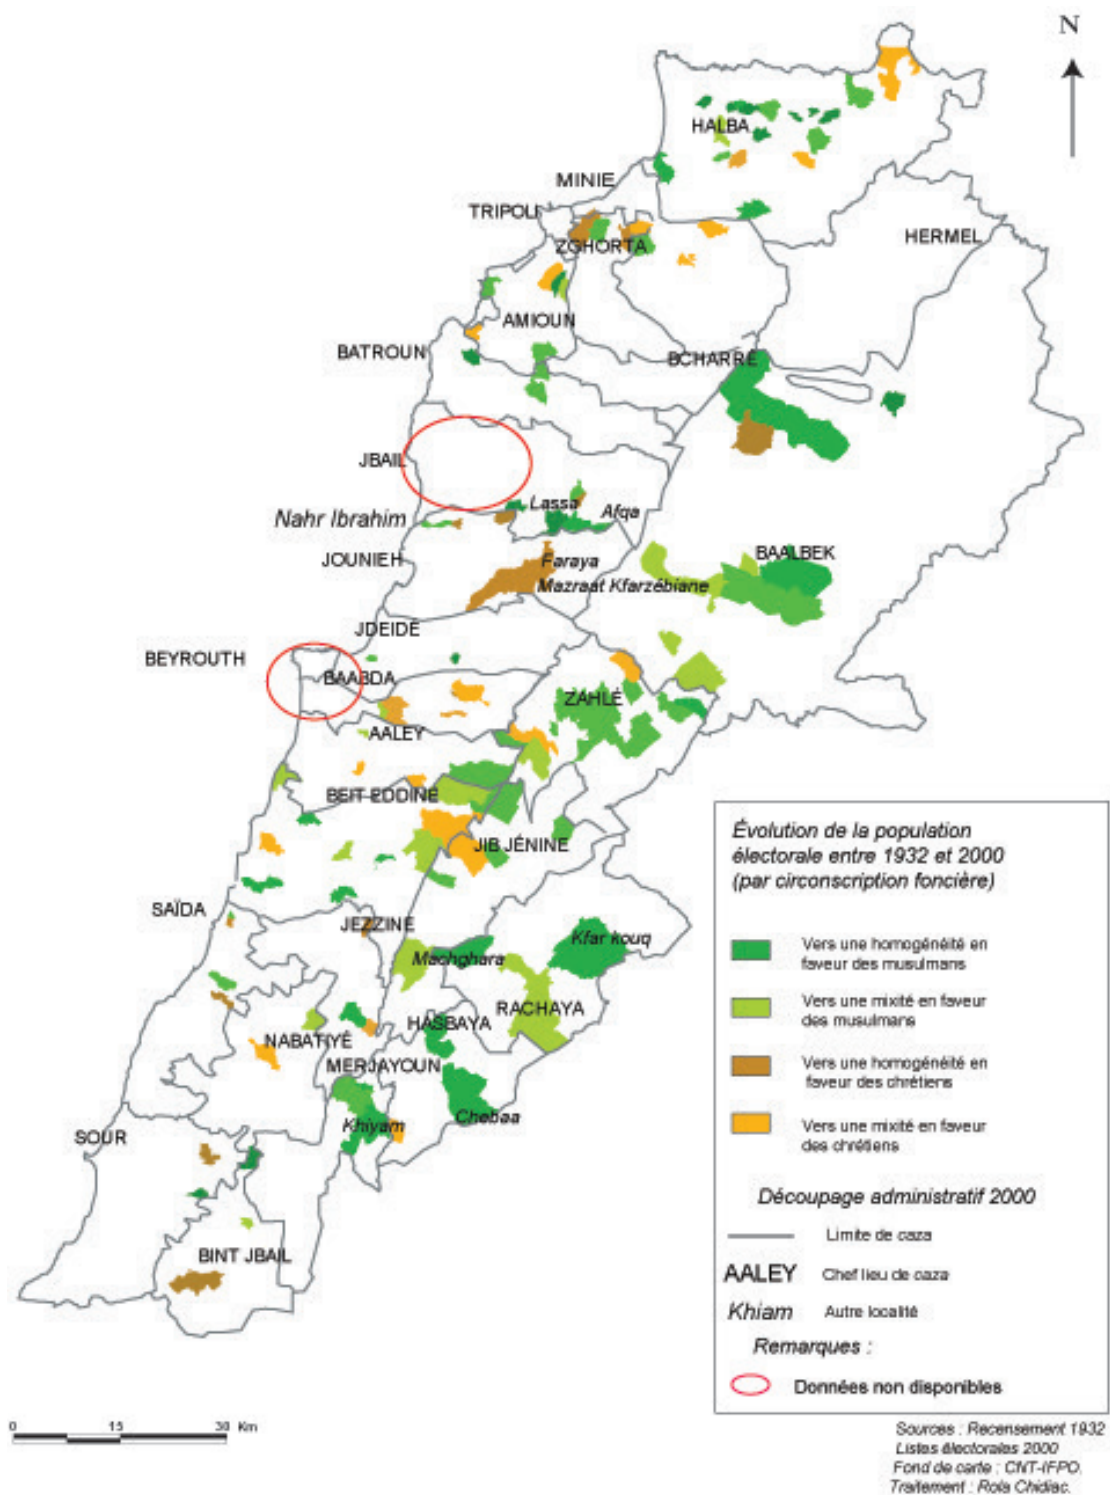 N
HALBA
MINIE
TRIPOLI
HERMEL
ZGHORTA
AMIOUN
BATROUN
BCHARRÉ
JBAIL
Lassa
Afqa
Nahr Ibrahim
BAALBEK
JOUNIEH
Faraya
Mazraat Kfarzébiane
JDEIDÉ
BEYROUTH
BAABDA
ZAHLÉ
AALEY
BEIT EDDINE
JIB JÉNINE
SAÏDA
JEZZINE
Kfar kouq
Machghara
RACHAYA
HASBAYA
NABATIYÉ
MERJAYOUN
Chebaa
Khiyam
SOUR
BINT JBAIL
Évolution de la population
électorale entre 1932 et 2000
(par circonscription foncière)
Vers une homogénéité en
faveur des musulmans
Vers une mixité en faveur
des musulmans
Vers une homogénéité en
faveur des chrétiens
Vers une mixité en faveur
des chrétiens
Découpage administratif 2000
Limite de caza
AALEY Chef lieu de caza
Khiam Autre localité
Remarques :
Données non disponibles
0 15 30 Km
Sources : Recensement 1932
Listes électorales 2000
Fond de carte : CNT-IFPO.
Traitement : Rola Chidiac.